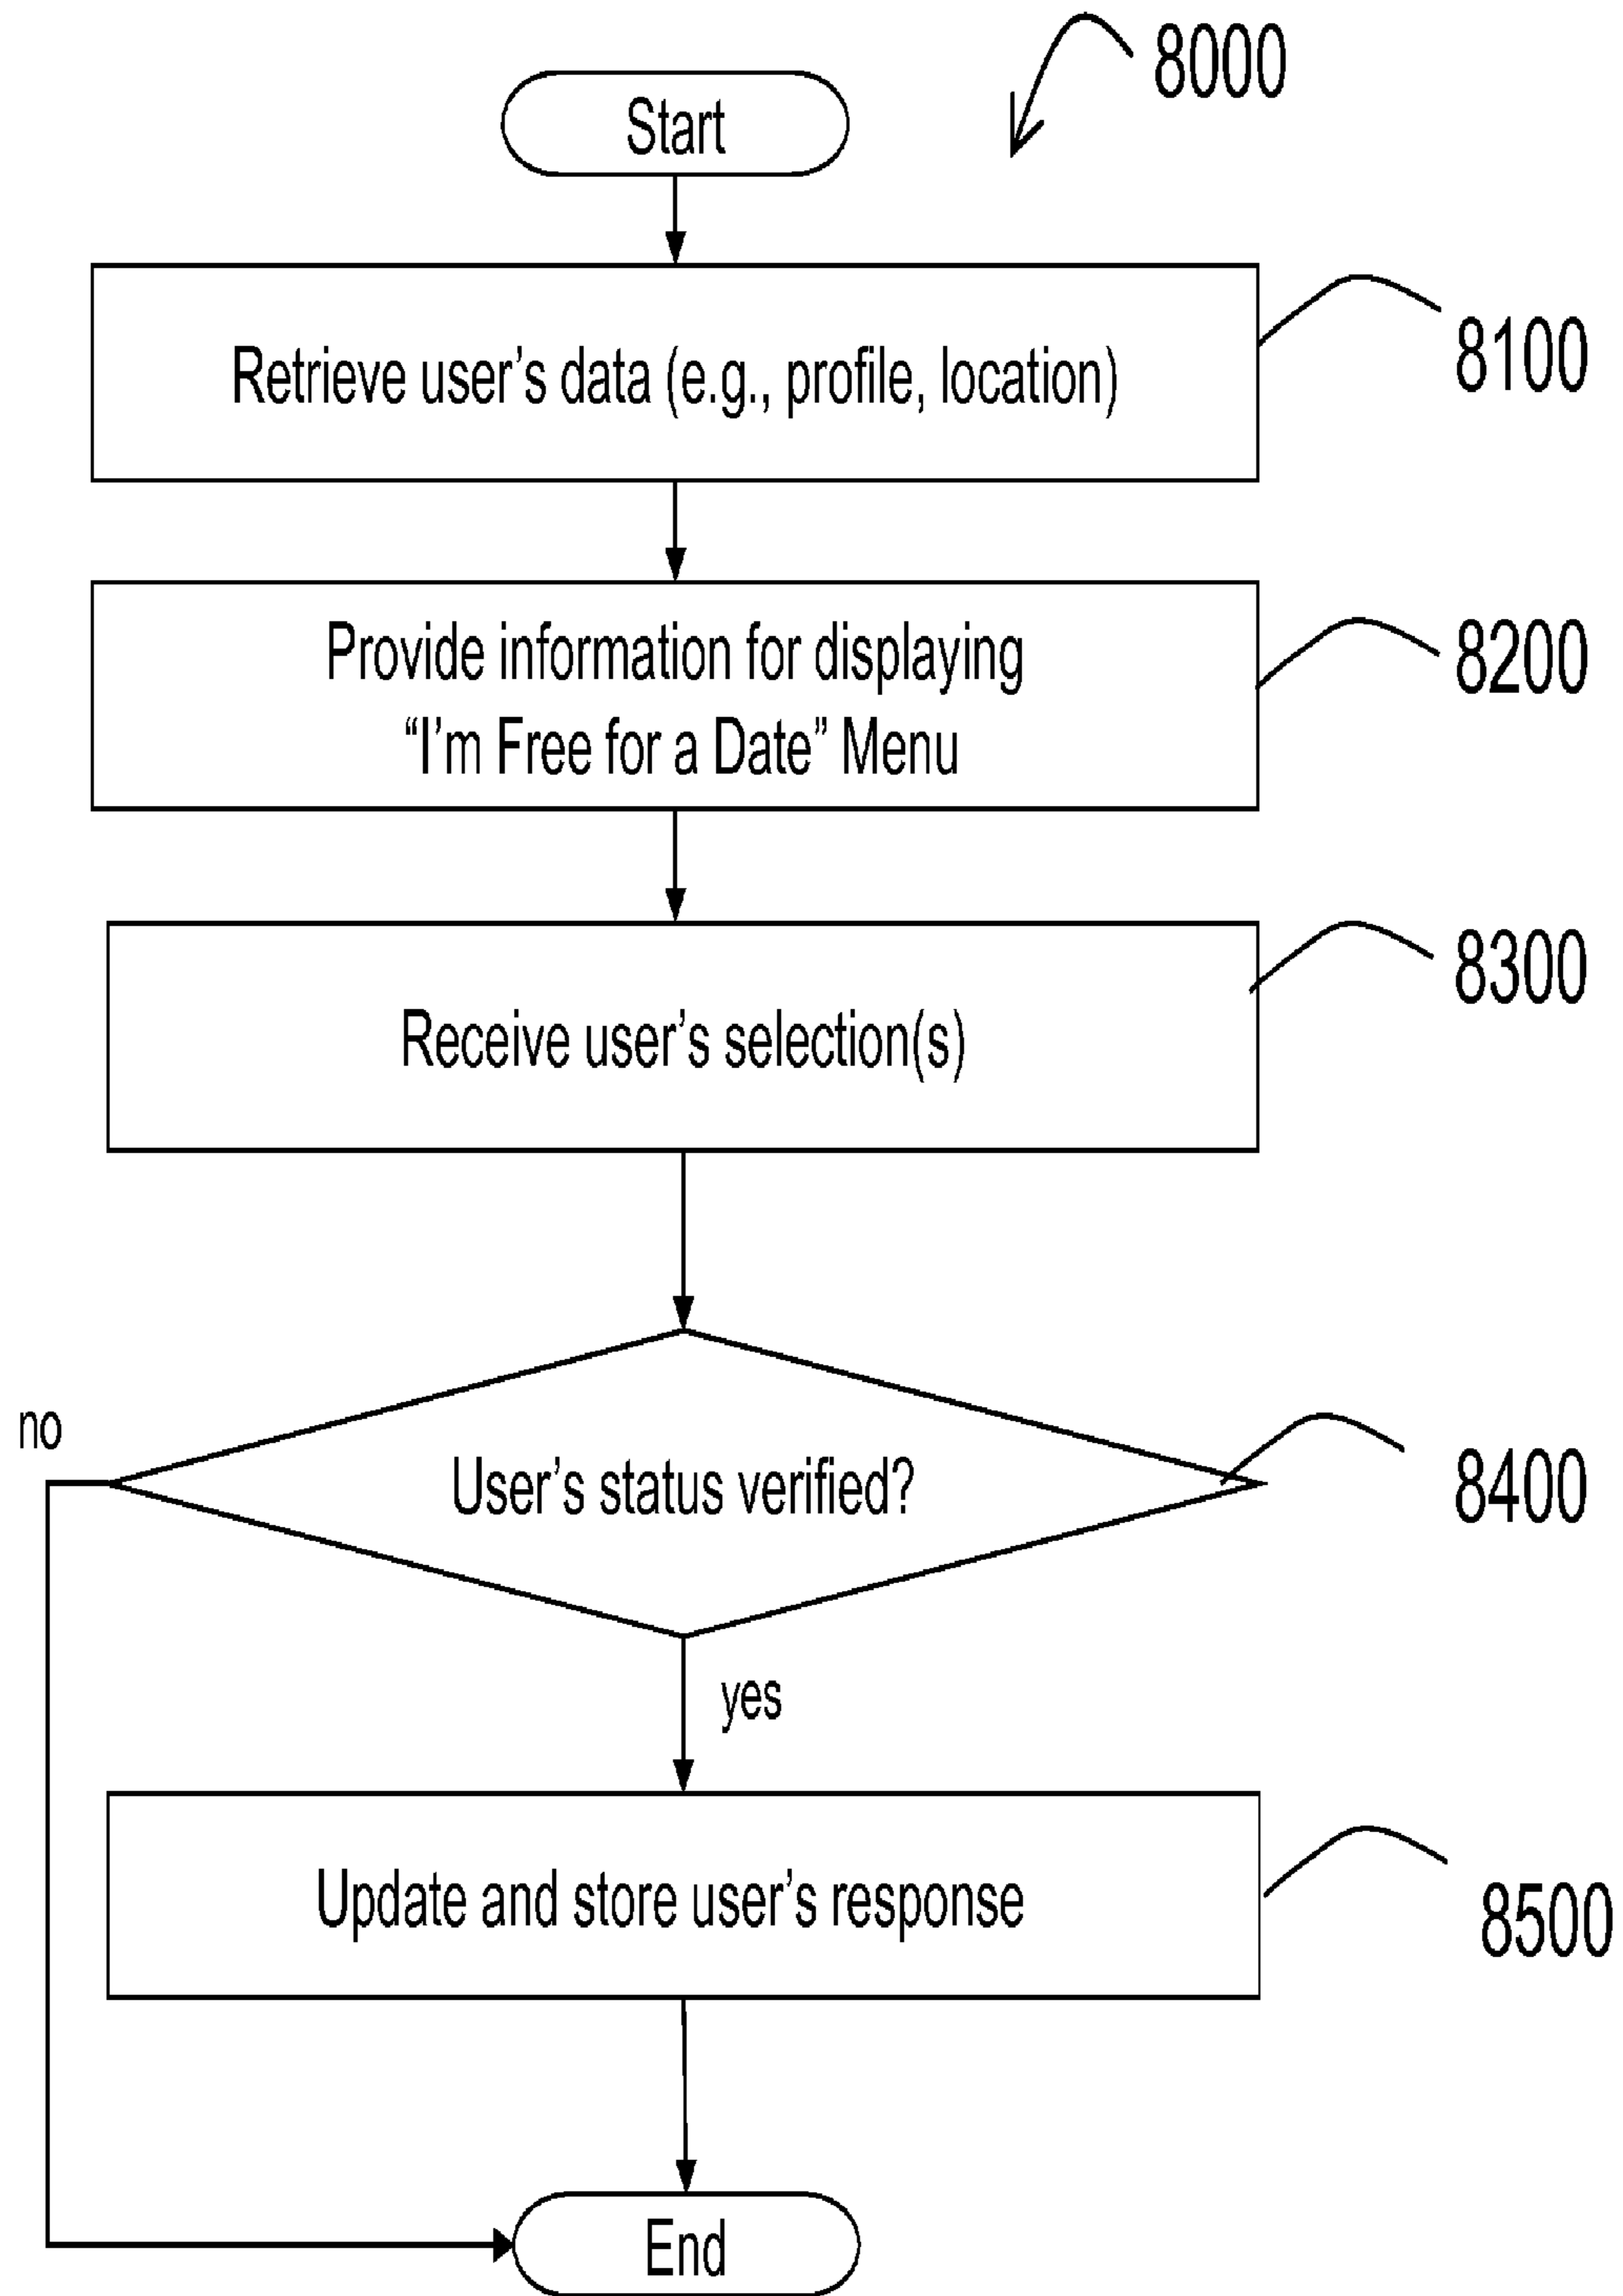 8000
Start
Retrieve user’s data (e.g., profile, location)
8100
Provide information for displaying
“I’m Free for a Date” Menu
8200
Receive user’s selection(s)
8300
no
User’s status verified?
8400
yes
Update and store user’s response
8500
End